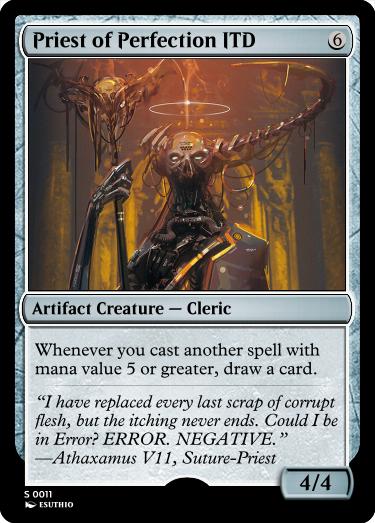 Priest of Perfection ITD
6
Artifact Creature — Cleric
Whenever you cast another spell with
mana value 5 or greater, draw a card.
“I have replaced every last scrap of corrupt
flesh, but the itching never ends. Could I be
in Error? ERROR. NEGATIVE.”
—Athaxamus V11, Suture-Priest
4/4
S 0011
ESUTHIO